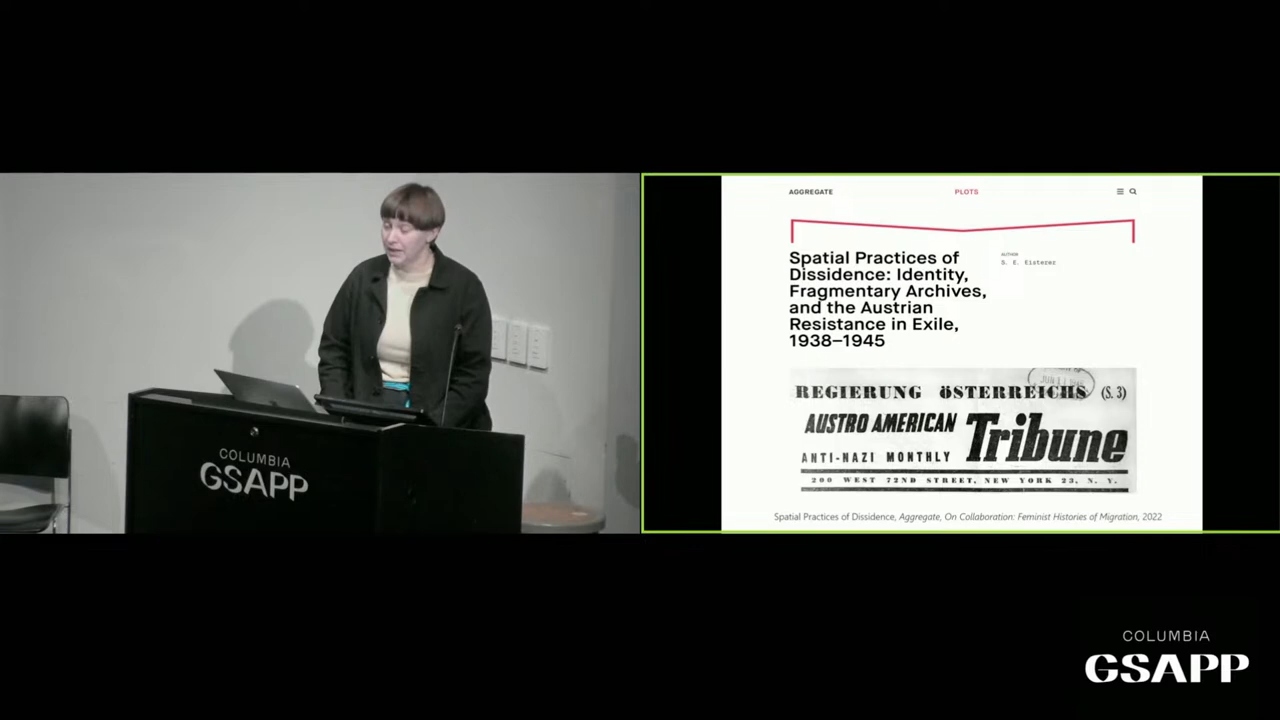 COLUMBIA
GSAPP
AGGREGATE
PLOTS
Spatial Practices of
Dissidence: Identity,
Fragmentary Archives,
and the Austrian
Resistance in Exile,
1938–1945
AUTHOR
S. E. Eisterer
REGIERUNG ÖSTERREICHS (S. 3)
AUSTRO AMERICAN Tribune
ANTI-NAZI MONTHLY
200 WEST 72ND STREET, NEW YORK 23, N. Y.
Spatial Practices of Dissidence, Aggregate, On Collaboration: Feminist Histories of Migration, 2022
COLUMBIA
GSAPP